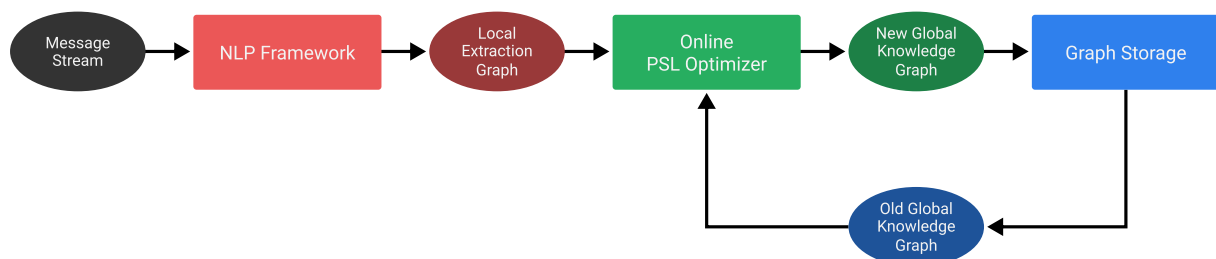 Message
Stream
NLP Framework
Local
Extraction
Graph
Online
PSL Optimizer
New Global
Knowledge
Graph
Graph Storage
Old Global
Knowledge
Graph